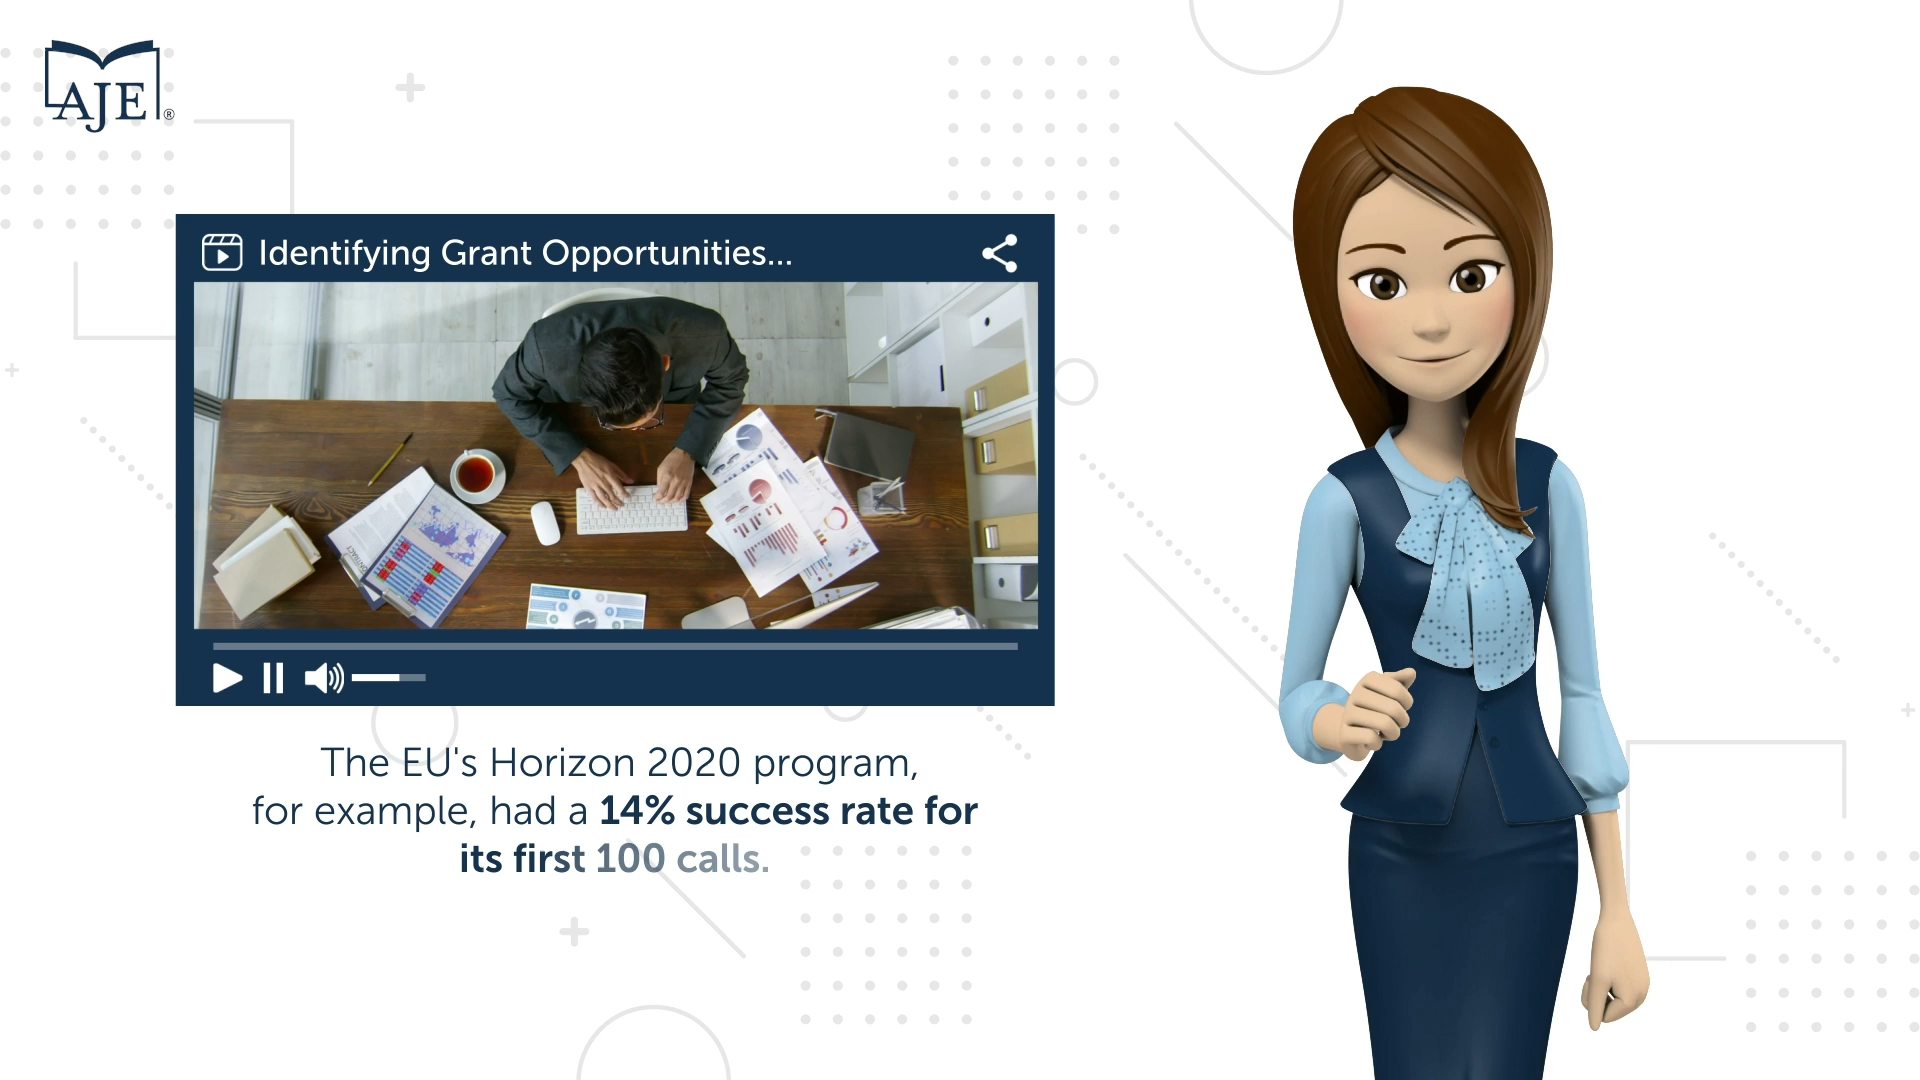 AJE®
Identifying Grant Opportunities...
CONTRACT
The EU's Horizon 2020 program,
for example, had a 14% success rate for
its first 100 calls.